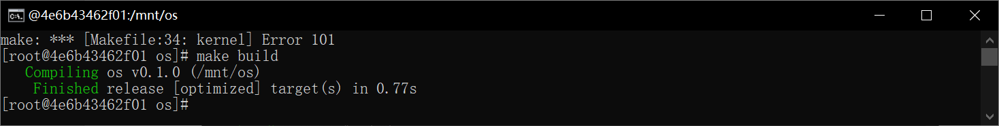 @4e6b43462f01:/mnt/os
make: *** [Makefile:34: kernel] Error 101
[root@4e6b43462f01 os]# make build
   Compiling os v0.1.0 (/mnt/os)
    Finished release [optimized] target(s) in 0.77s
[root@4e6b43462f01 os]#